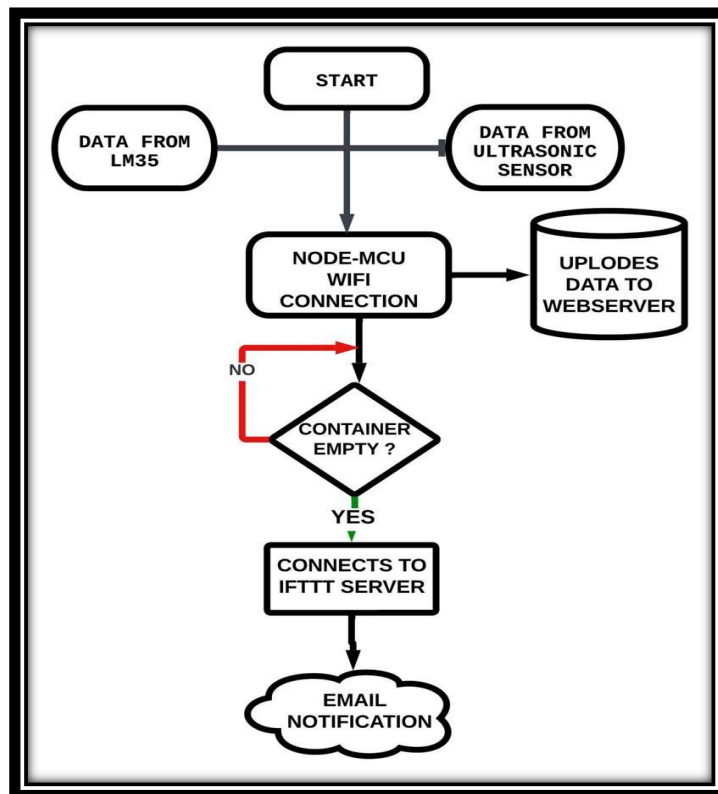 START
DATA FROM
LM35
DATA FROM
ULTRASONIC
SENSOR
NODE-MCU
WIFI
CONNECTION
UPLODES
DATA TO
WEBSERVER
NO
CONTAINER
EMPTY ?
YES
CONNECTS TO
IFTTT SERVER
EMAIL
NOTIFICATION